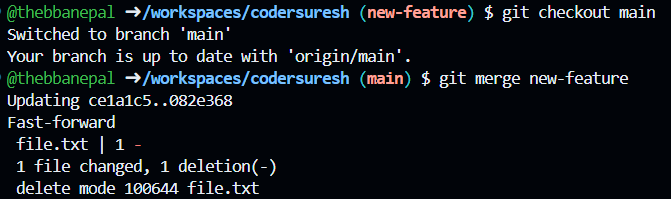 @thebbanepal ➜/workspaces/codersuresh (new-feature) $ git checkout main
Switched to branch 'main'
Your branch is up to date with 'origin/main'.
@thebbanepal ➜/workspaces/codersuresh (main) $ git merge new-feature
Updating ce1a1c5..082e368
Fast-forward
 file.txt | 1 -
 1 file changed, 1 deletion(-)
 delete mode 100644 file.txt